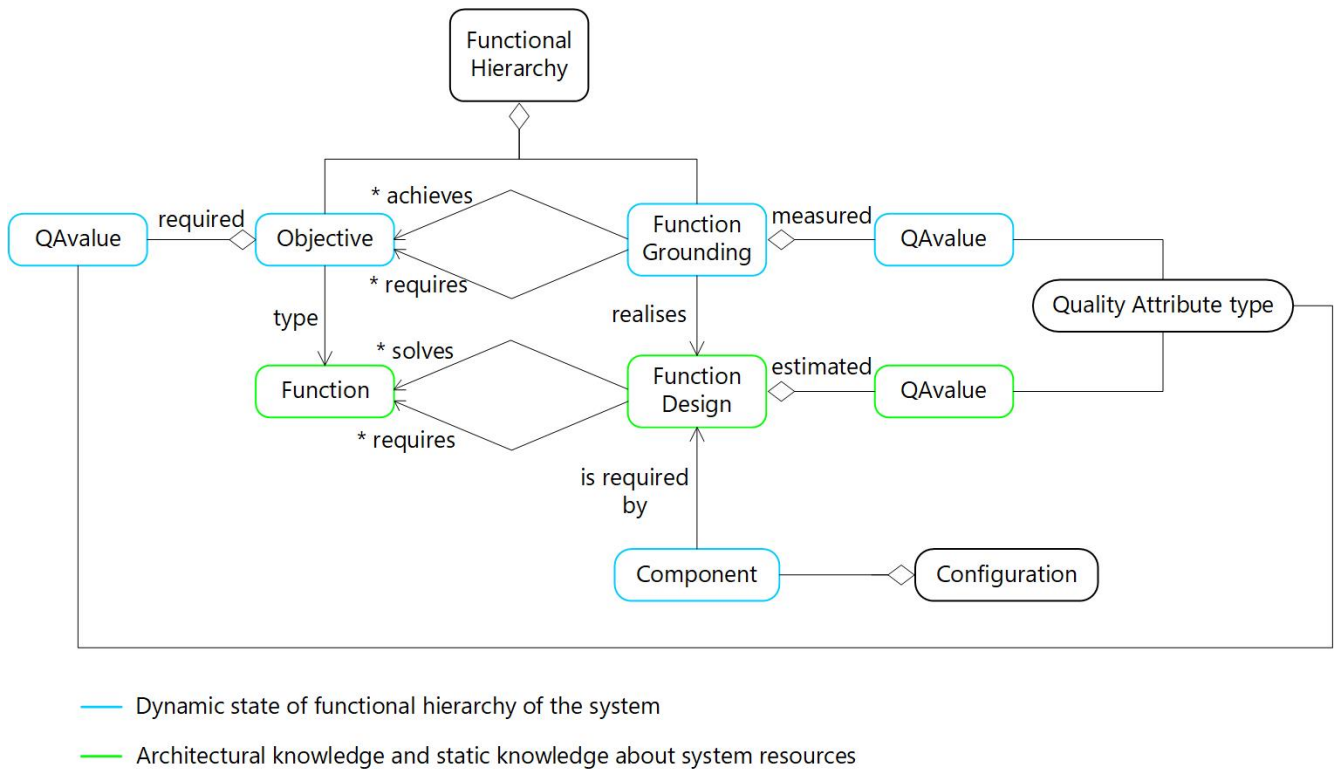 Functional
Hierarchy
* achieves
required
Function
Grounding
measured
QAvalue
Objective
QAvalue
* requires
Quality Attribute type
type
realises
* solves
estimated
Function
Function
Design
QAvalue
* requires
is required
by
Component
Configuration
Dynamic state of functional hierarchy of the system
Architectural knowledge and static knowledge about system resources